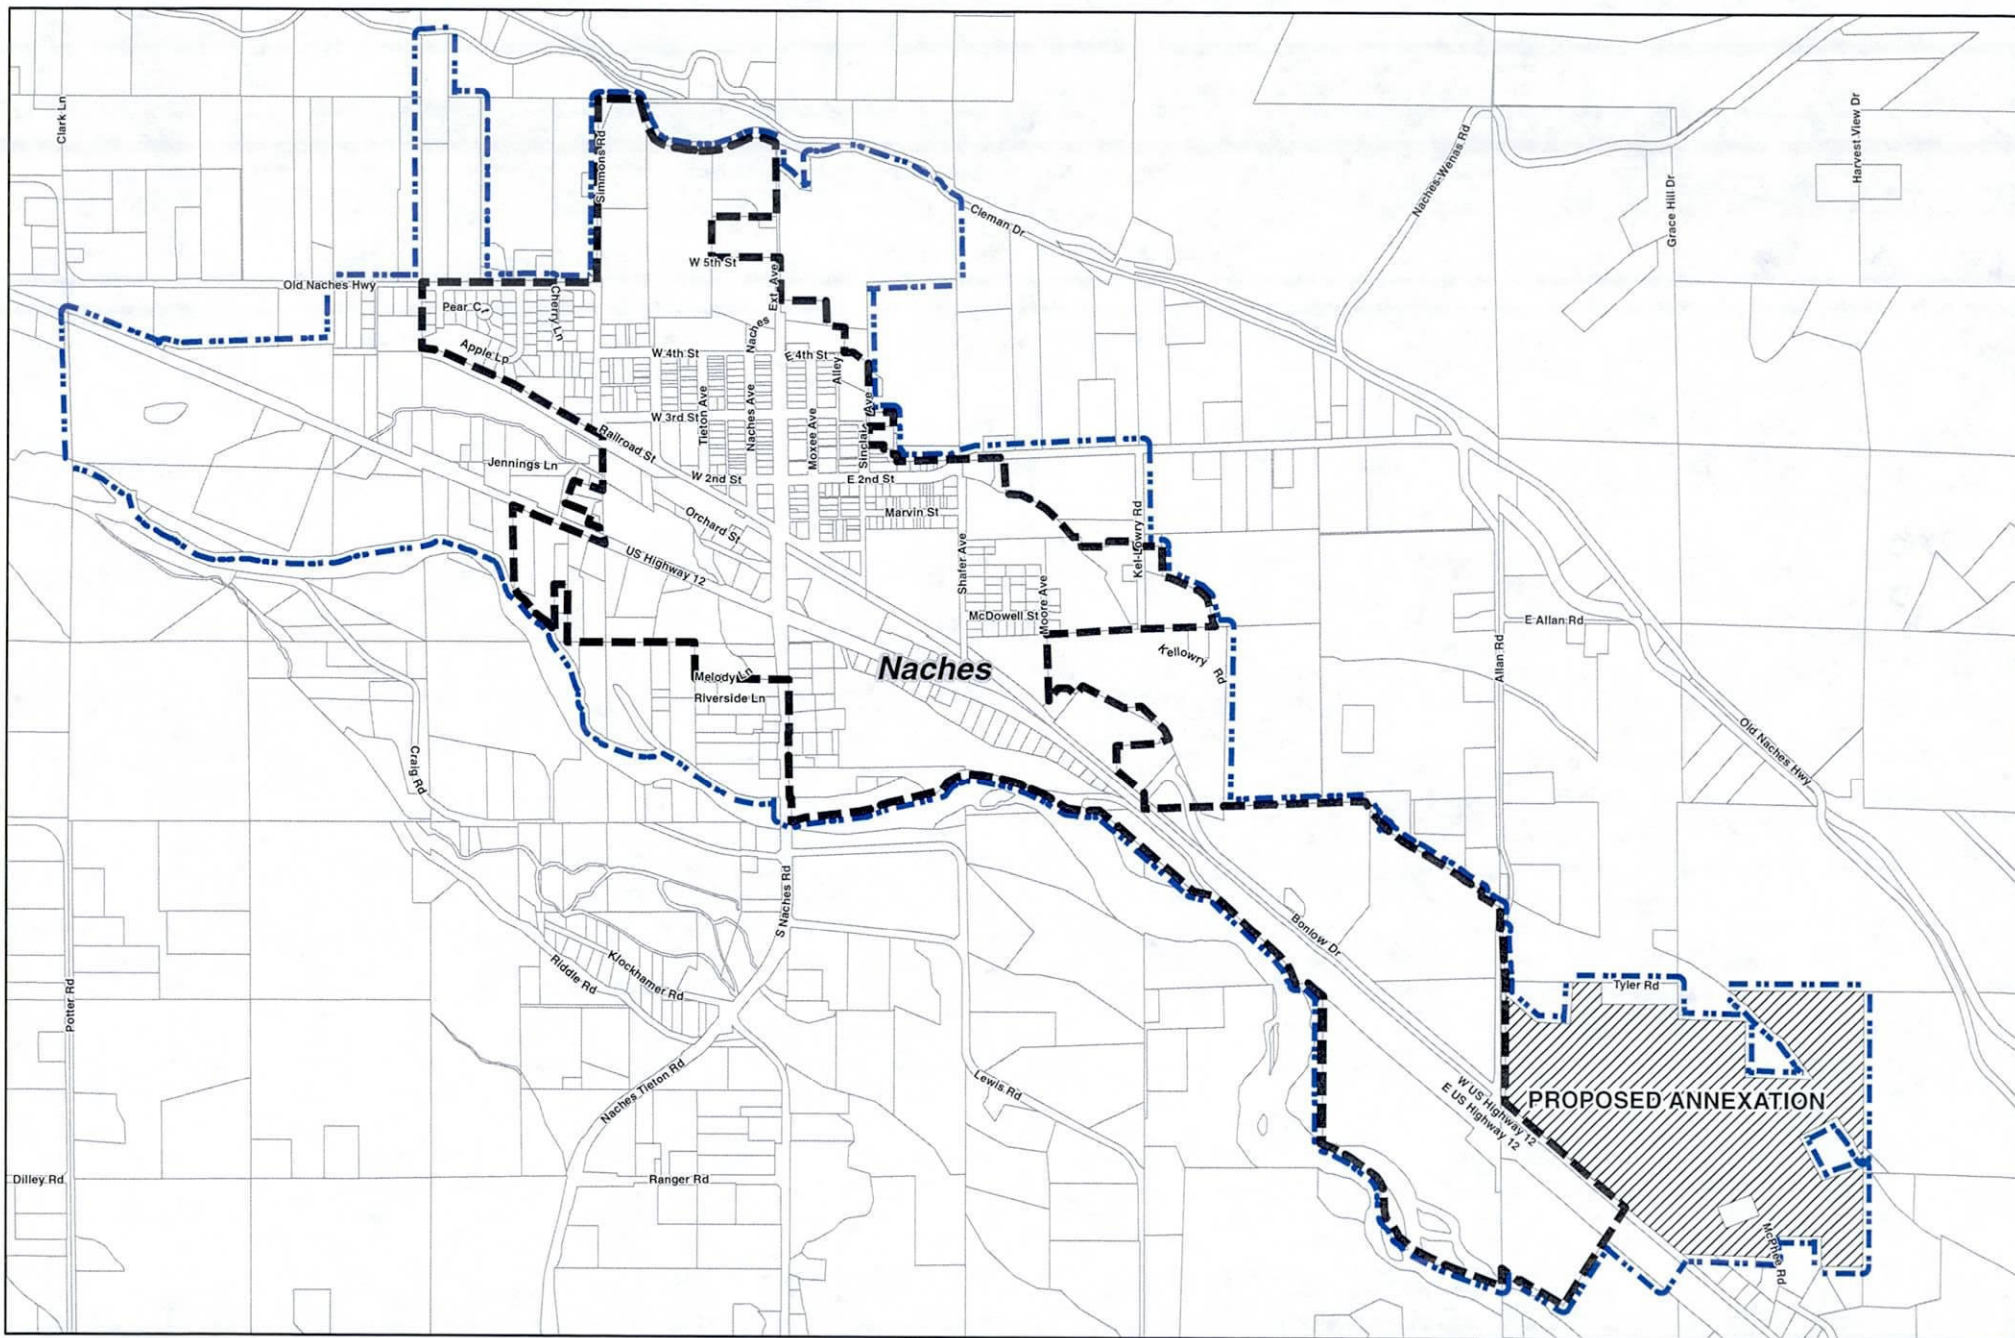 Clark Ln
Simmons Rd
Cleman Dr
Naches-Wenas Rd
Grace Hill Dr
Harvest View Dr
W 5th St
Old Naches Hwy
Pear Ct
Cherry Ln
Naches Ext. Ave
Apple Lp
W 4th St
E 4th St
Alley
W 3rd St
Tieton Ave
Naches Ave
Moxee Ave
Sinclair Ave
Railroad St
Jennings Ln
W 2nd St
E 2nd St
Orchard St
Marvin St
US Highway 12
Shafer Ave
Kel-Lowry Rd
Moore Ave
McDowell St
E Allan Rd
Allan Rd
Kellowry Rd
Naches
Melody Ln
Riverside Ln
Craig Rd
Old Naches Hwy
S Naches Rd
Bonlow Dr
Klockhamer Rd
Riddle Rd
Potter Rd
Tyler Rd
Naches Tieton Rd
Lewis Rd
W US Highway 12
E US Highway 12
PROPOSED ANNEXATION
Dilley Rd
Ranger Rd
McPhee Rd